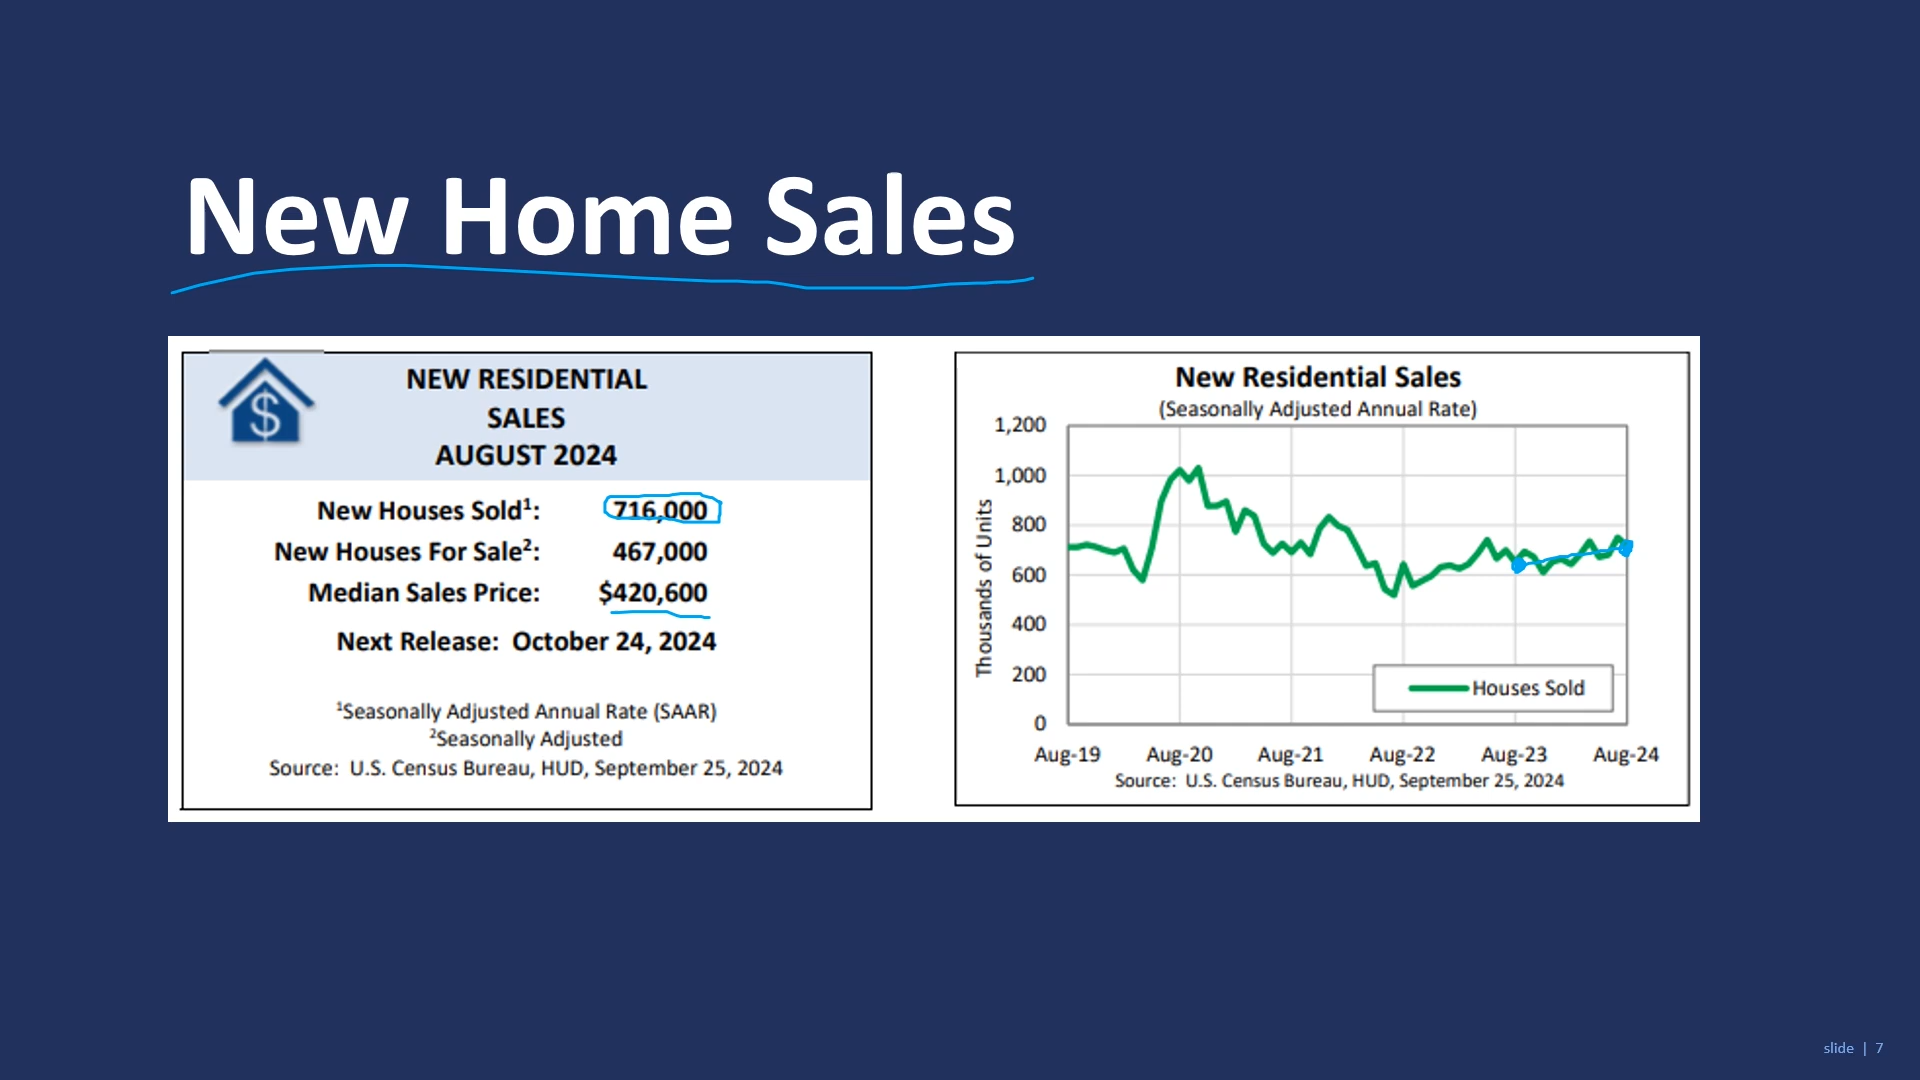 New Home Sales
NEW RESIDENTIAL
SALES
AUGUST 2024
New Houses Sold¹: 716,000
New Houses For Sale²: 467,000
Median Sales Price: $420,600
Next Release: October 24, 2024
¹Seasonally Adjusted Annual Rate (SAAR)
²Seasonally Adjusted
Source: U.S. Census Bureau, HUD, September 25, 2024
New Residential Sales
(Seasonally Adjusted Annual Rate)
Thousands of Units
1,200
1,000
800
600
400
200
0
Houses Sold
Aug-19 Aug-20 Aug-21 Aug-22 Aug-23 Aug-24
Source: U.S. Census Bureau, HUD, September 25, 2024
slide | 7